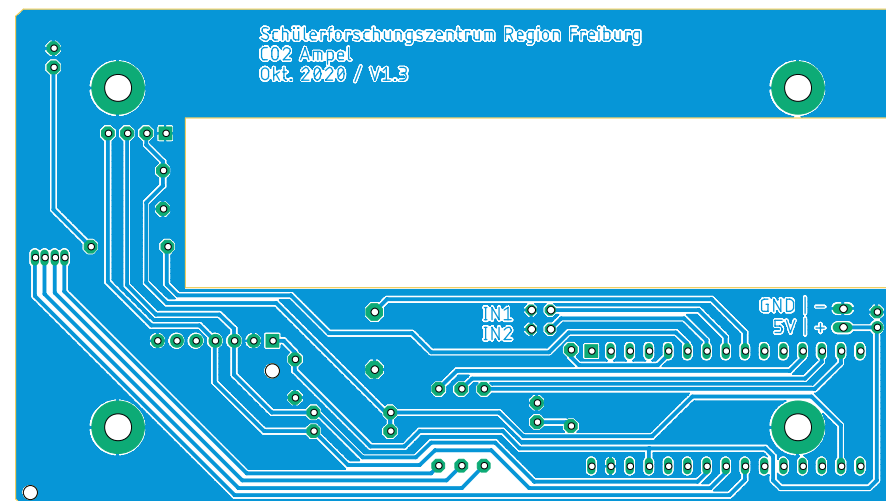 Schülerforschungszentrum Region Freiburg
CO2 Ampel
Okt. 2020 / V1.3
GND | -
IN1
5V | +
IN2